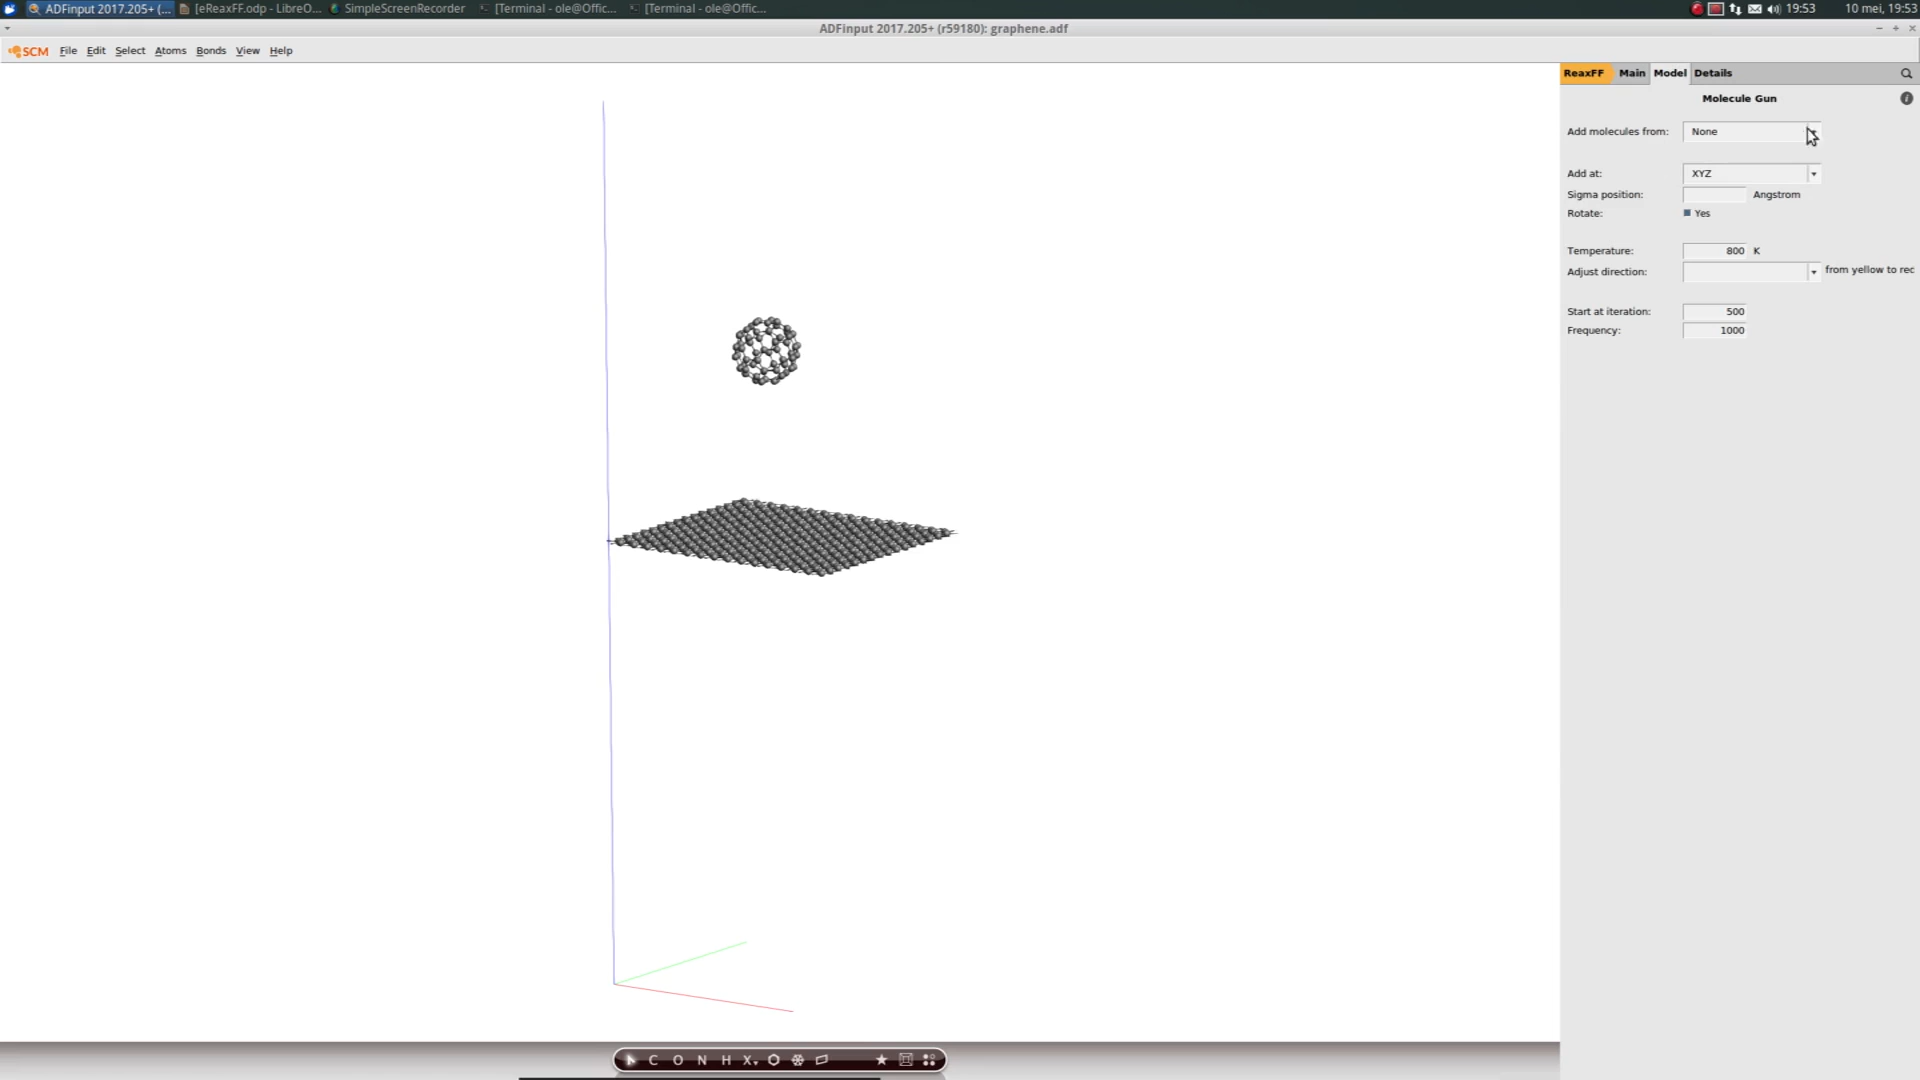 ADFinput 2017.205+ (... [eReaxFF.odp - LibreO... SimpleScreenRecorder [Terminal - ole@Offic... [Terminal - ole@Offic... 19:53 10 mei, 19:53
ADFinput 2017.205+ (r59180): graphene.adf
SCM File Edit Select Atoms Bonds View Help
ReaxFF Main Model Details
Molecule Gun
Add molecules from: None
Add at: XYZ
Sigma position: Angstrom
Rotate: Yes
Temperature: 800 K
Adjust direction: from yellow to rec
Start at iteration: 500
Frequency: 1000
C O N H X